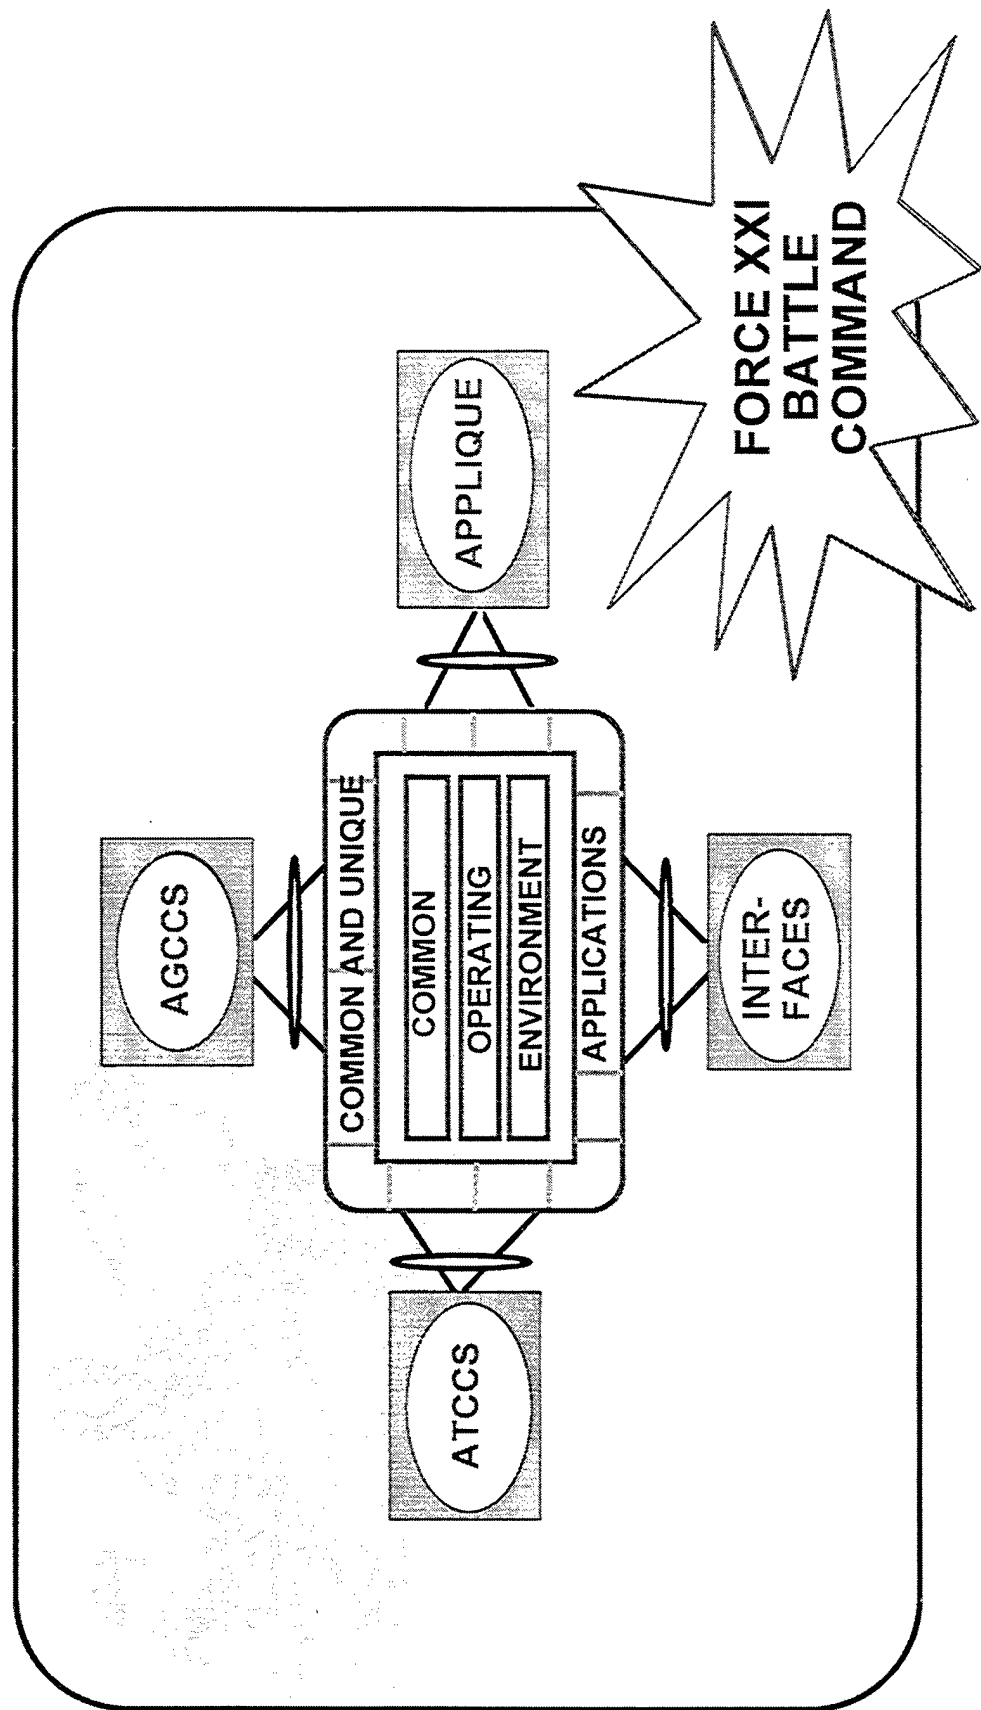 AGCCS
COMMON AND UNIQUE
ATCCS
COMMON
OPERATING
ENVIRONMENT
APPLIQUE
APPLICATIONS
INTER-
FACES
FORCE XXI
BATTLE
COMMAND